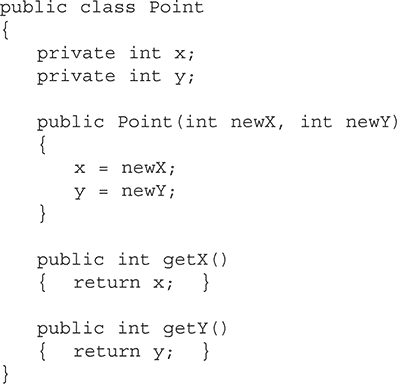 public class Point
{
private int x;
private int y;
public Point(int newX, int newY)
{
x = newX;
y = newY;
}
public int getX()
{ return x; }
public int getY()
{ return y; }
}